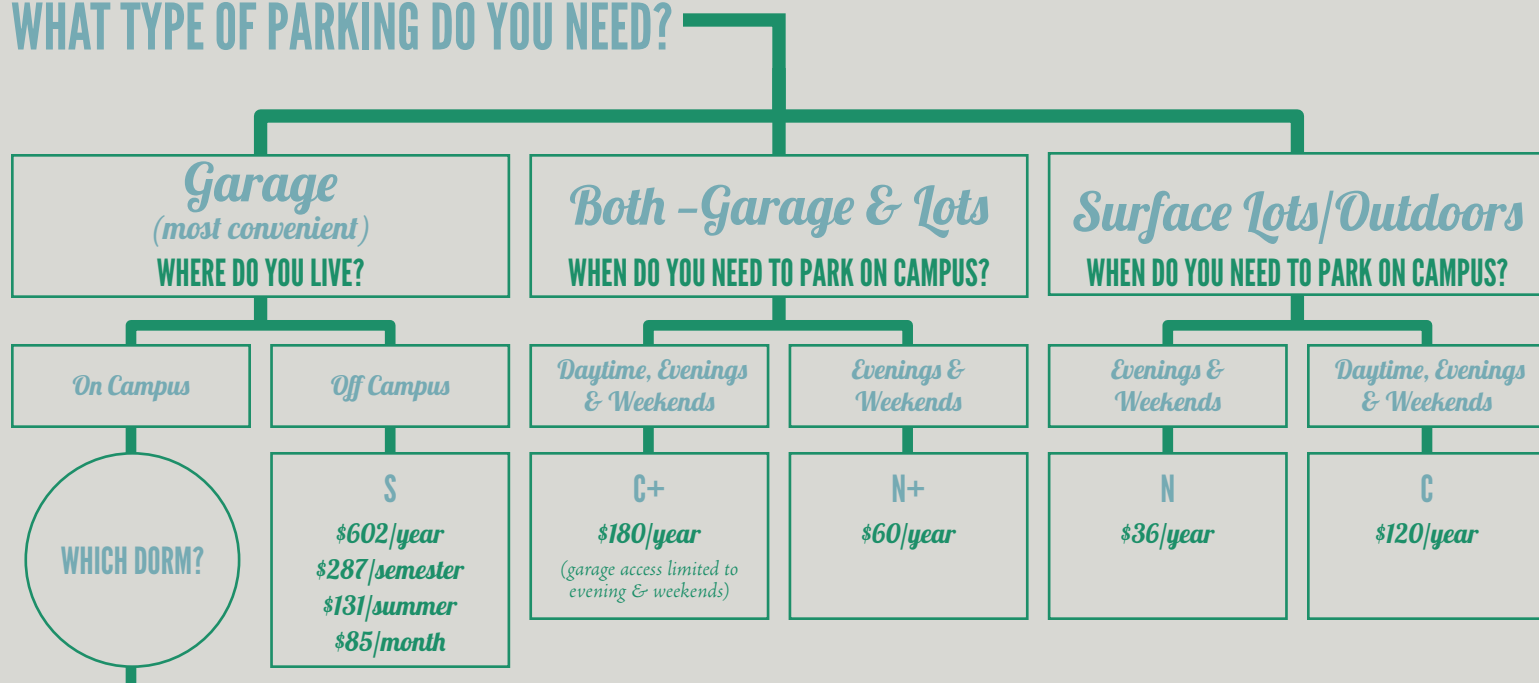 WHAT TYPE OF PARKING DO YOU NEED?
Garage
(most convenient)
WHERE DO YOU LIVE?
Both –Garage & Lots
WHEN DO YOU NEED TO PARK ON CAMPUS?
Surface Lots/Outdoors
WHEN DO YOU NEED TO PARK ON CAMPUS?
On Campus
Off Campus
Daytime, Evenings
& Weekends
Evenings &
Weekends
Evenings &
Weekends
Daytime, Evenings
& Weekends
WHICH DORM?
S
$602/year
$287/semester
$131/summer
$85/month
C+
$180/year
(garage access limited to
evening & weekends)
N+
$60/year
N
$36/year
C
$120/year